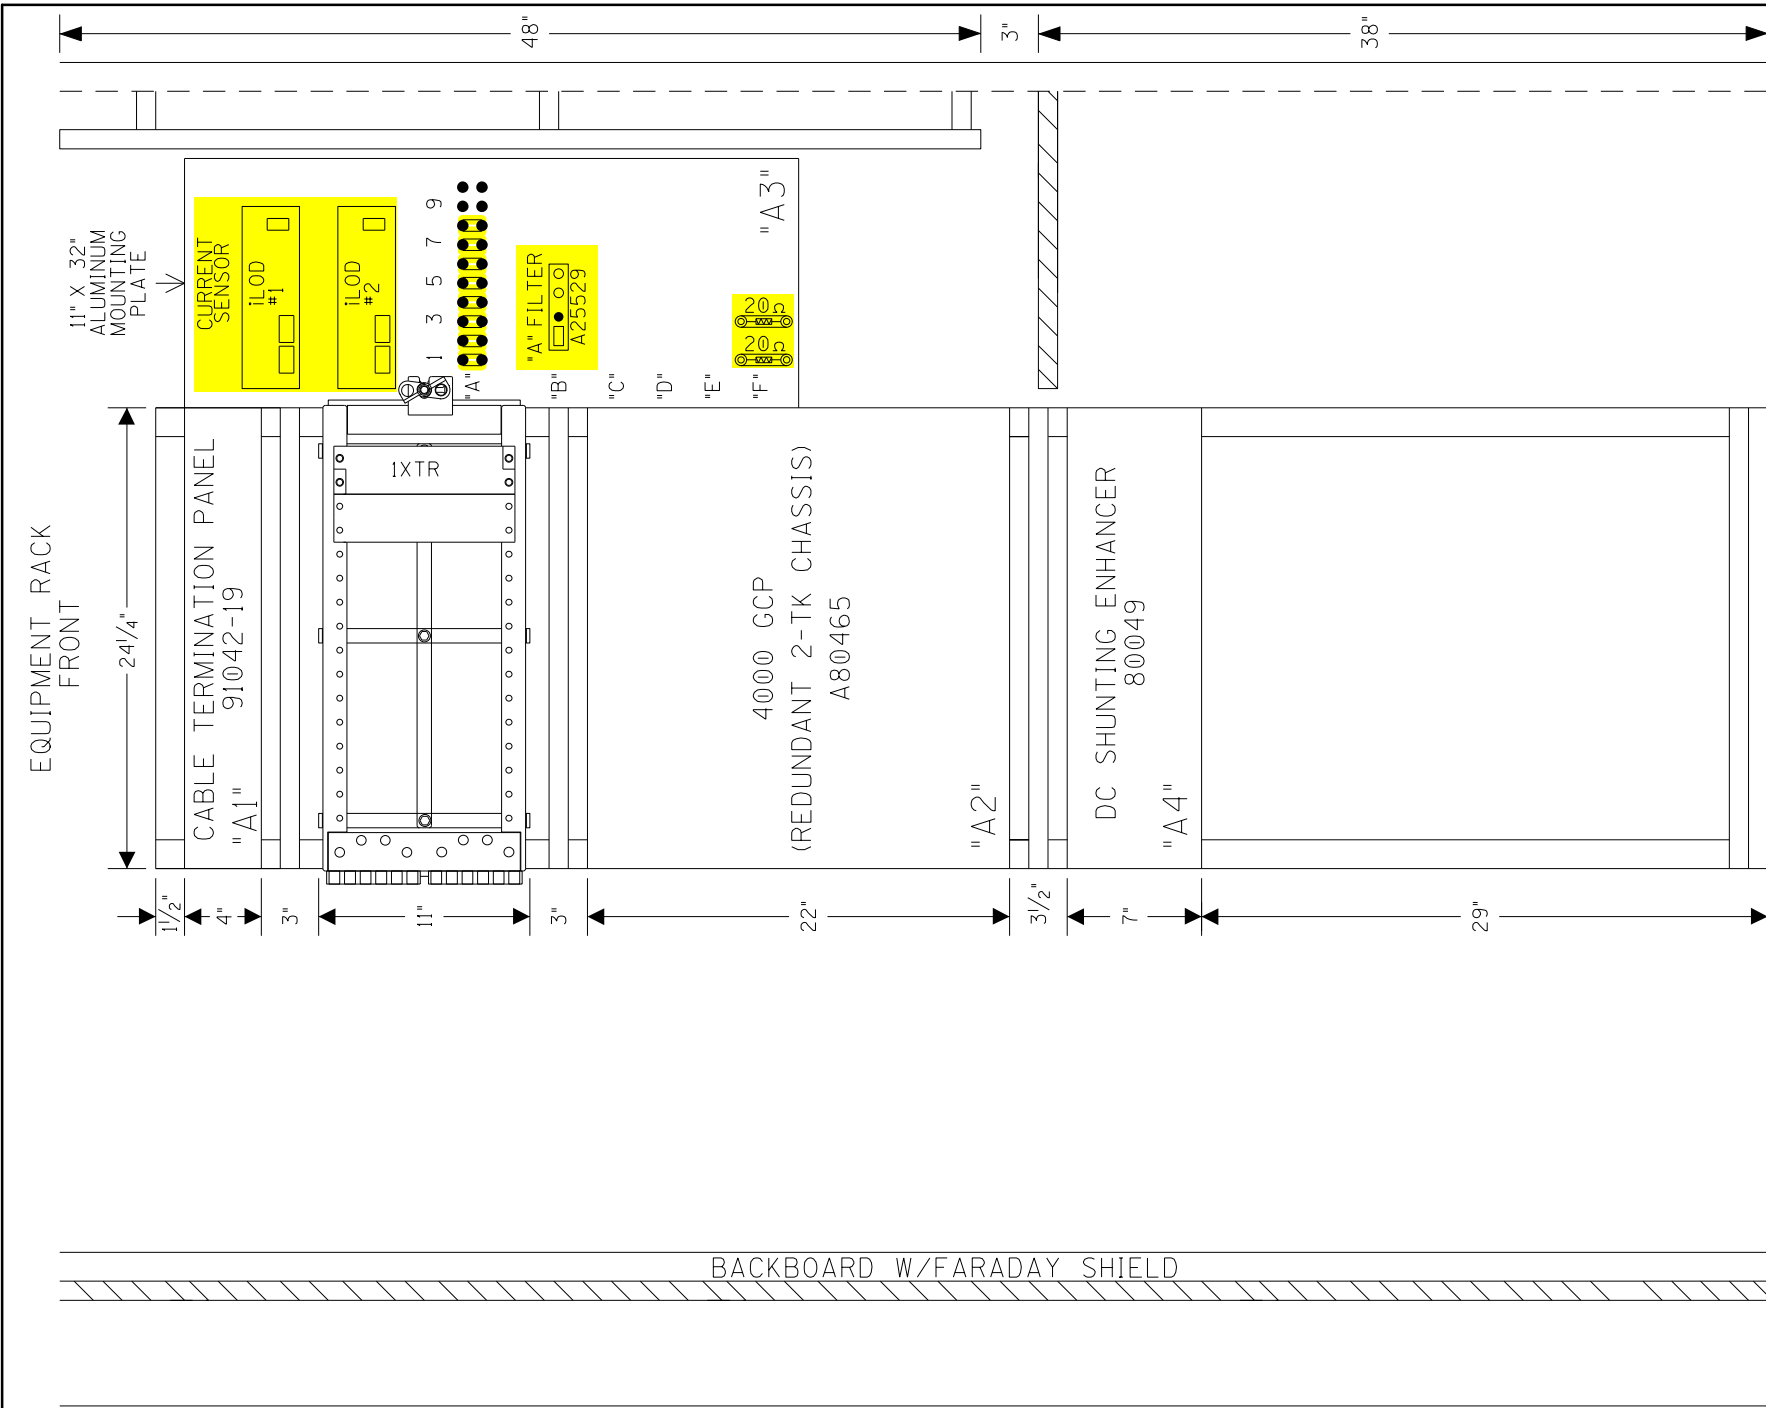 48"
3"
38"
11" X 32"
ALUMINUM
MOUNTING
PLATE
CURRENT
SENSOR
iLOD
#1
iLOD
#2
1 3 5 7 9
"A"
"A" FILTER
A25529
"B"
"C"
"D"
"E"
"F"
20Ω
20Ω
"A3"
EQUIPMENT RACK
FRONT
24 1/4"
CABLE TERMINATION PANEL
91042-19
"A1"
1XTR
4000 GCP
(REDUNDANT 2-TK CHASSIS)
A80465
"A2"
DC SHUNTING ENHANCER
80049
"A4"
1 1/2"
4"
3"
11"
3"
22"
3 1/2"
7"
29"
BACKBOARD W/FARADAY SHIELD